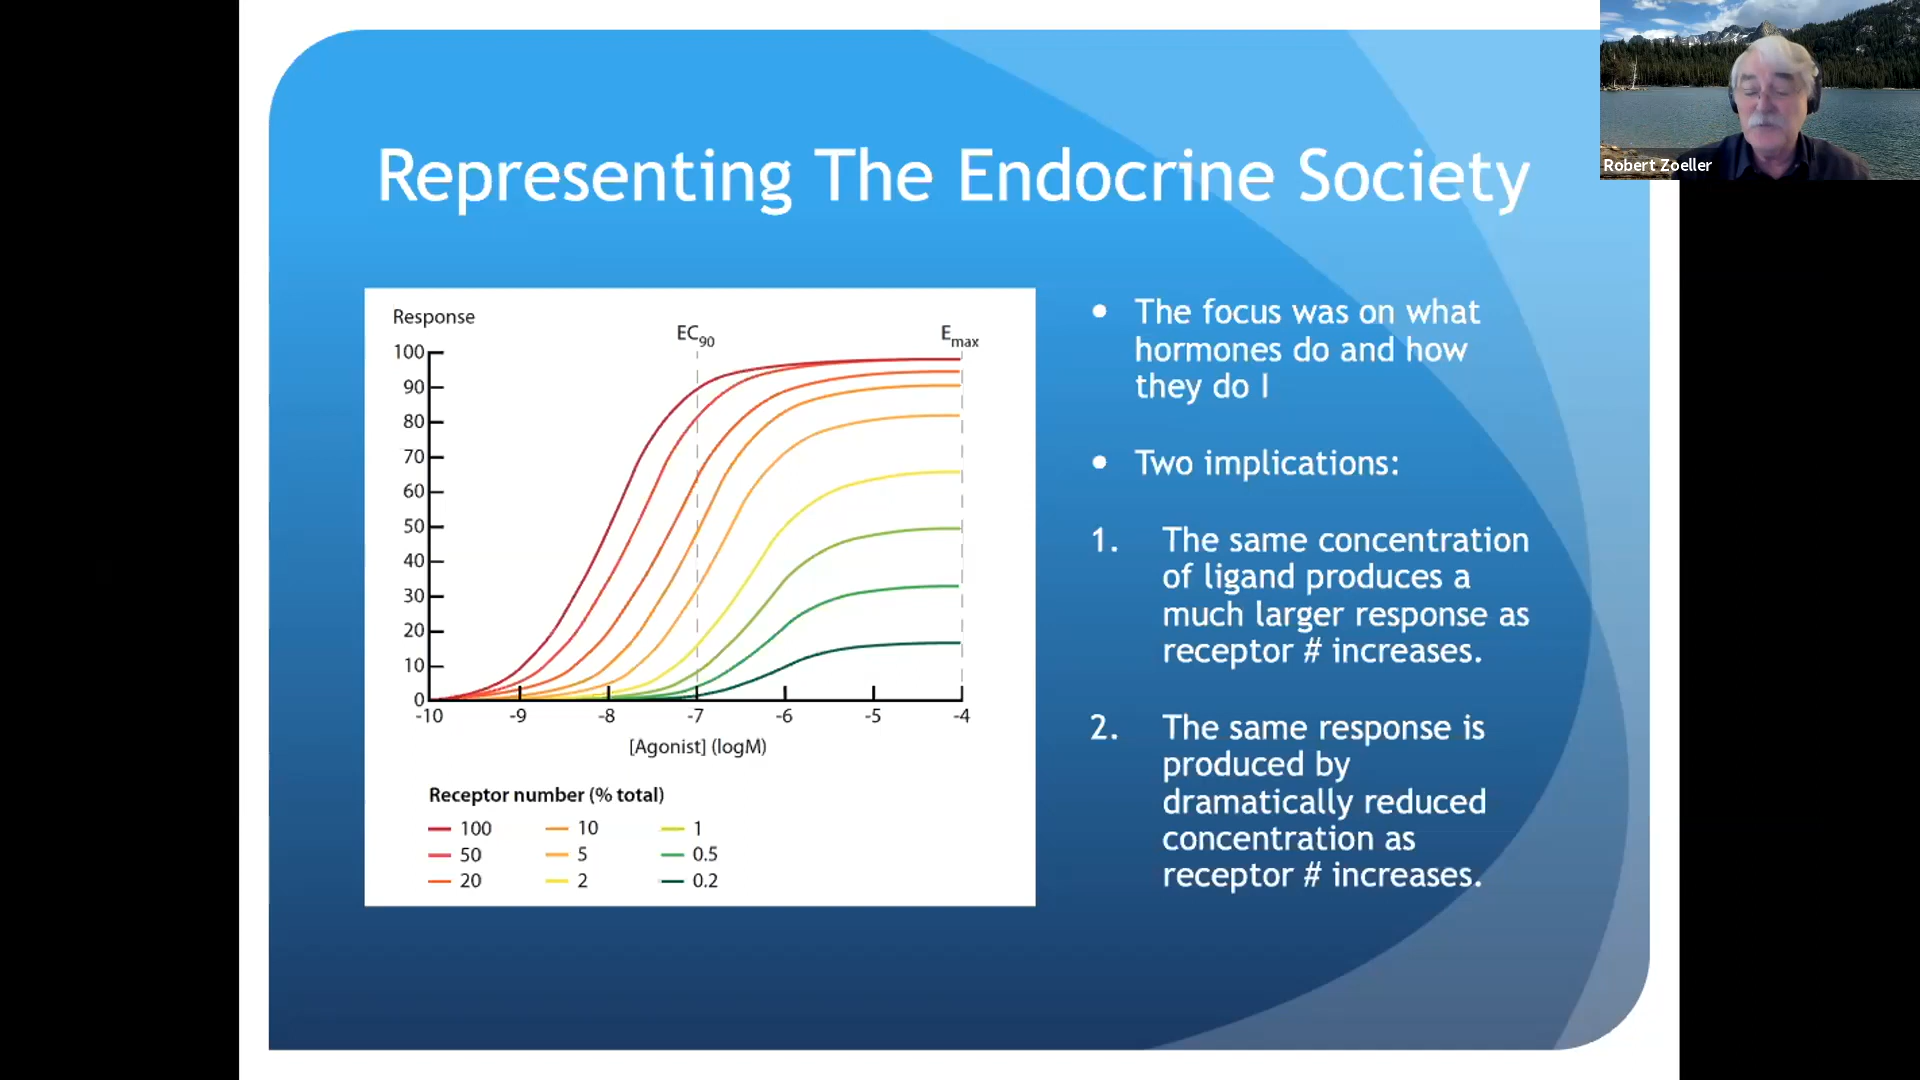 Robert Zoeller
Representing The Endocrine Society
Response
EC90
Emax
100
90
80
70
60
50
40
30
20
10
0
-10 -9 -8 -7 -6 -5 -4
[Agonist] (logM)
Receptor number (% total)
100 10 1
50 5 0.5
20 2 0.2
• The focus was on what
hormones do and how
they do I
• Two implications:
1. The same concentration
of ligand produces a
much larger response as
receptor # increases.
2. The same response is
produced by
dramatically reduced
concentration as
receptor # increases.